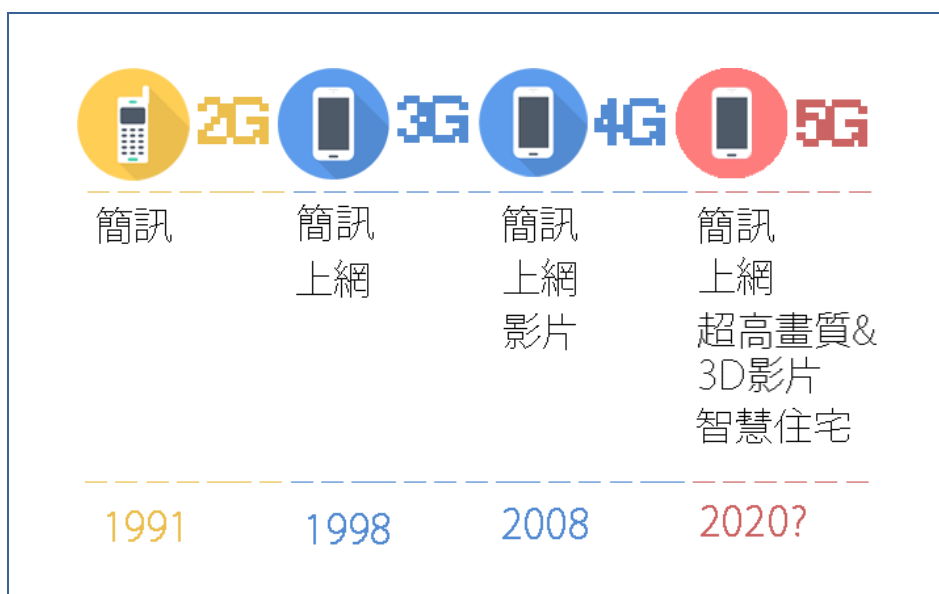 2G 3G 4G 5G
簡訊
簡訊
上網
簡訊
上網
影片
簡訊
上網
超高畫質&
3D影片
智慧住宅
1991 1998 2008 2020?